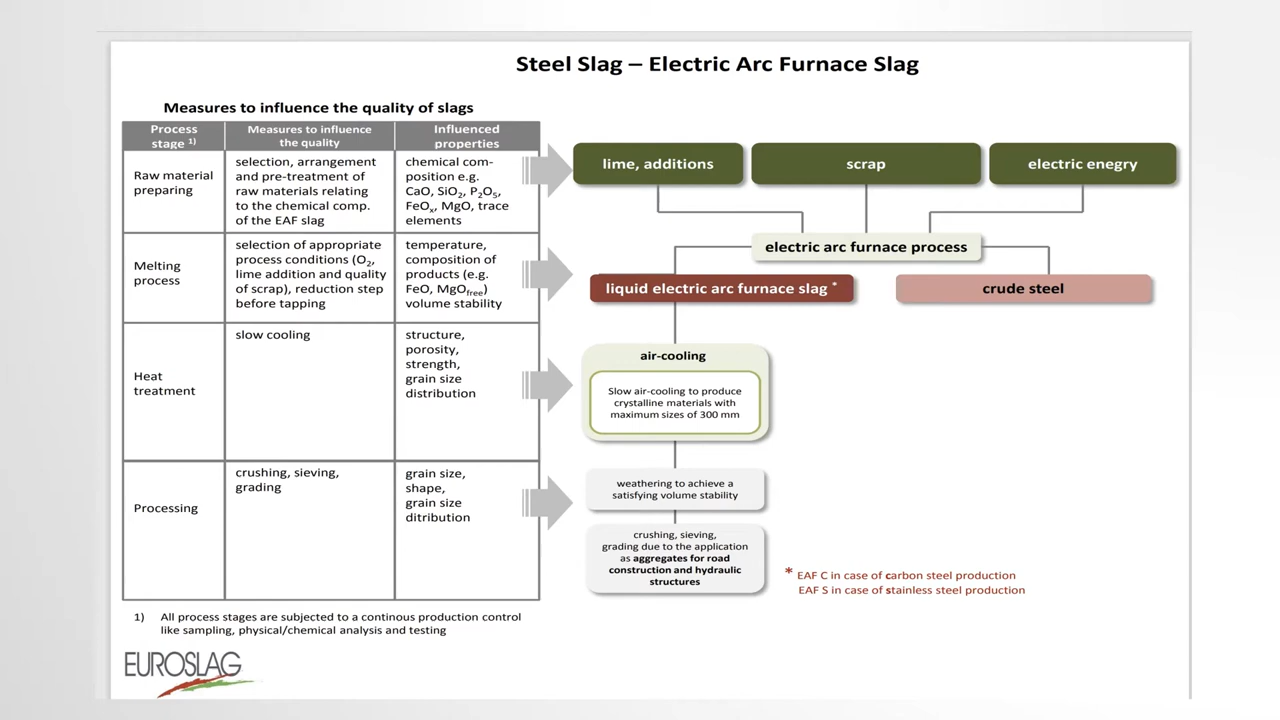 Steel Slag – Electric Arc Furnace Slag
Measures to influence the quality of slags
Process
stage 1)
Measures to influence
the quality
Influenced
properties
Raw material
preparing
selection, arrangement
and pre-treatment of
raw materials relating
to the chemical comp.
of the EAF slag
chemical com-
position e.g.
CaO, SiO2, P2O5,
FeOx, MgO, trace
elements
Melting
process
selection of appropriate
process conditions (O2,
lime addition and quality
of scrap), reduction step
before tapping
temperature,
composition of
products (e.g.
FeO, MgOfree)
volume stability
Heat
treatment
slow cooling
structure,
porosity,
strength,
grain size
distribution
Processing
crushing, sieving,
grading
grain size,
shape,
grain size
ditribution
1) All process stages are subjected to a continous production control
like sampling, physical/chemical analysis and testing
EUROSLAG
lime, additions
scrap
electric enegry
electric arc furnace process
liquid electric arc furnace slag *
crude steel
air-cooling
Slow air-cooling to produce
crystalline materials with
maximum sizes of 300 mm
weathering to achieve a
satisfying volume stability
crushing, sieving,
grading due to the application
as aggregates for road
construction and hydraulic
structures
* EAF C in case of carbon steel production
EAF S in case of stainless steel production